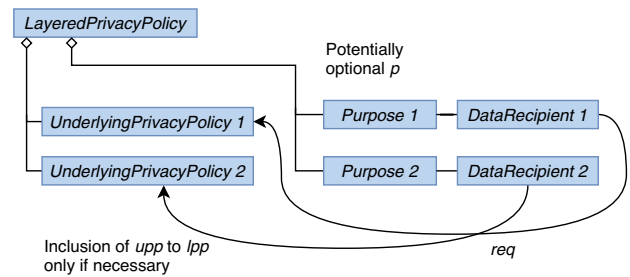 LayeredPrivacyPolicy
Potentially
optional p
UnderlyingPrivacyPolicy 1
Purpose 1
DataRecipient 1
UnderlyingPrivacyPolicy 2
Purpose 2
DataRecipient 2
Inclusion of upp to lpp
only if necessary
req